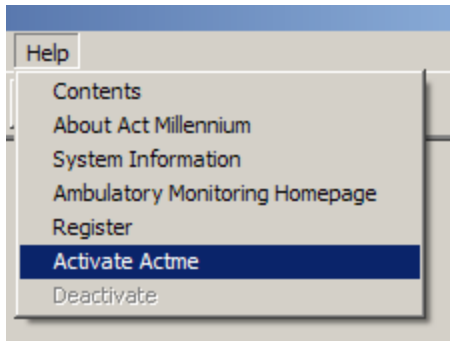 Help
Contents
About Act Millennium
System Information
Ambulatory Monitoring Homepage
Register
Activate Actme
Deactivate